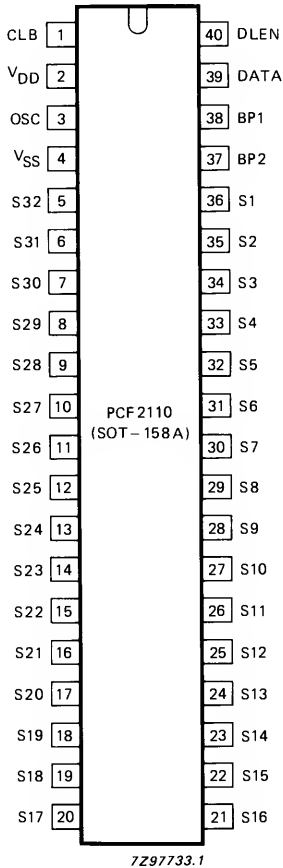 CLB 1 40 DLEN
VDD 2 39 DATA
OSC 3 38 BP1
VSS 4 37 BP2
S32 5 36 S1
S31 6 35 S2
S30 7 34 S3
S29 8 33 S4
S28 9 32 S5
S27 10 31 S6
PCF2110
(SOT-158A)
S26 11 30 S7
S25 12 29 S8
S24 13 28 S9
S23 14 27 S10
S22 15 26 S11
S21 16 25 S12
S20 17 24 S13
S19 18 23 S14
S18 19 22 S15
S17 20 21 S16
7Z97733.1